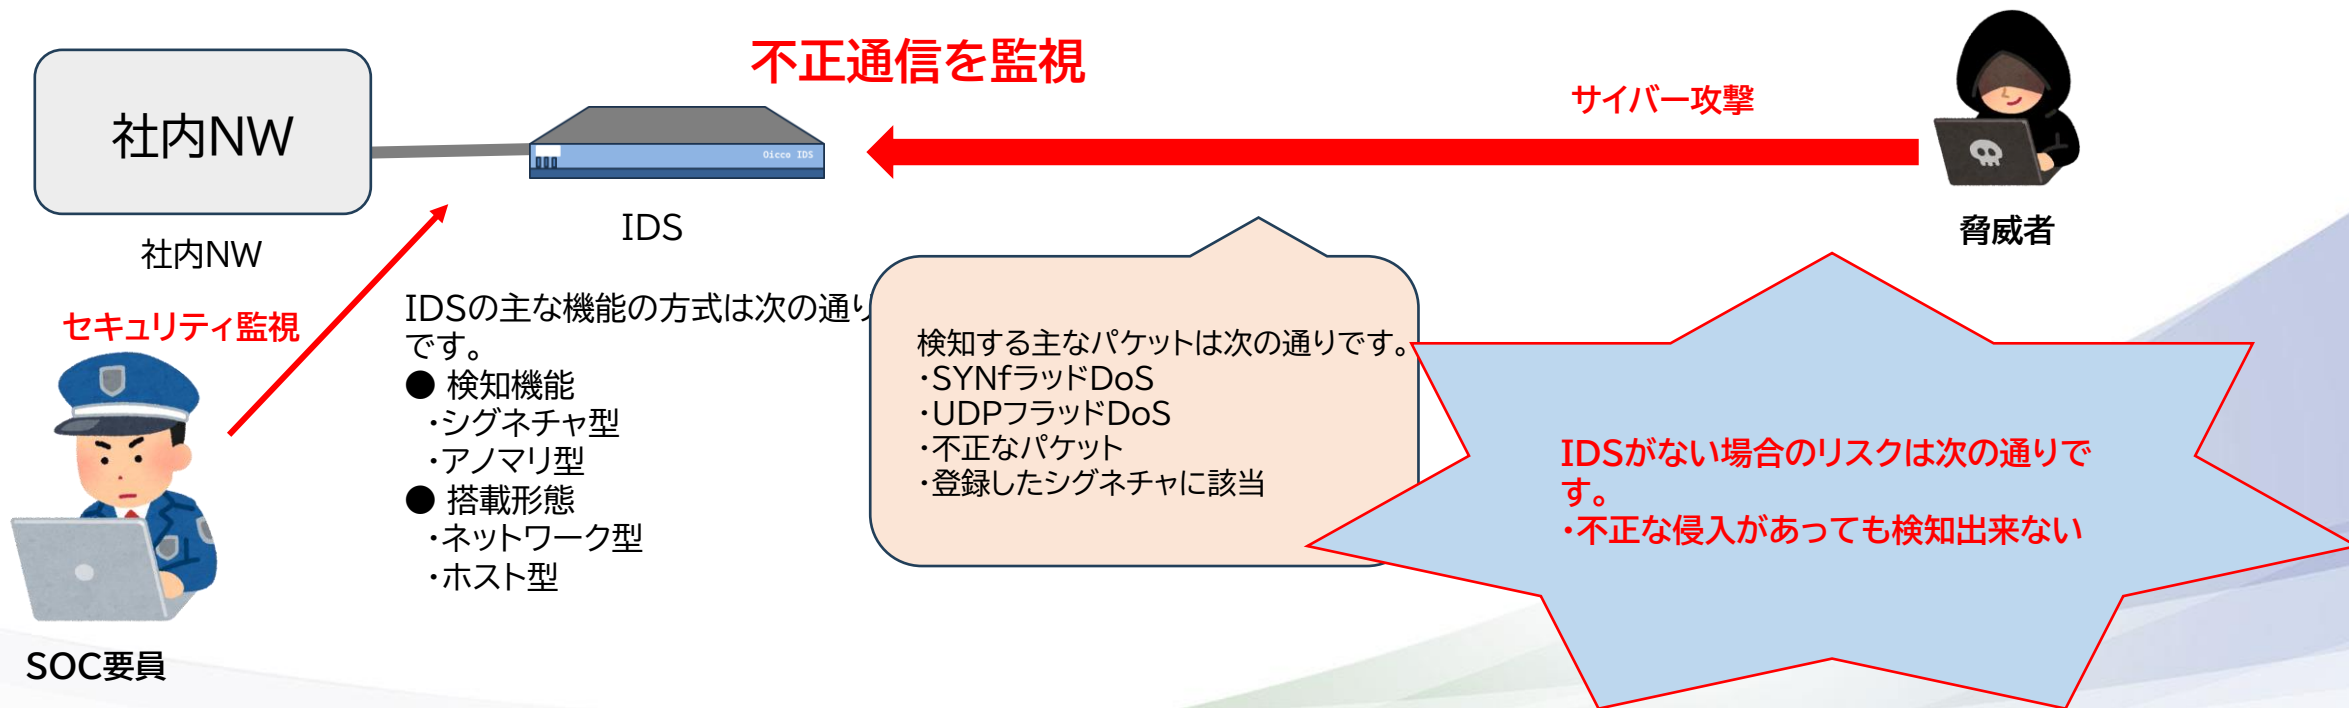 不正通信を監視
サイバー攻撃
社内NW
Oicco IDS
IDS
社内NW
脅威者
セキュリティ監視
IDSの主な機能の方式は次の通り
です。
● 検知機能
・シグネチャ型
・アノマリ型
● 搭載形態
・ネットワーク型
・ホスト型
検知する主なパケットは次の通りです。
・SYNfラッドDoS
・UDPフラッドDoS
・不正なパケット
・登録したシグネチャに該当
IDSがない場合のリスクは次の通りで
す。
・不正な侵入があっても検知出来ない
SOC要員